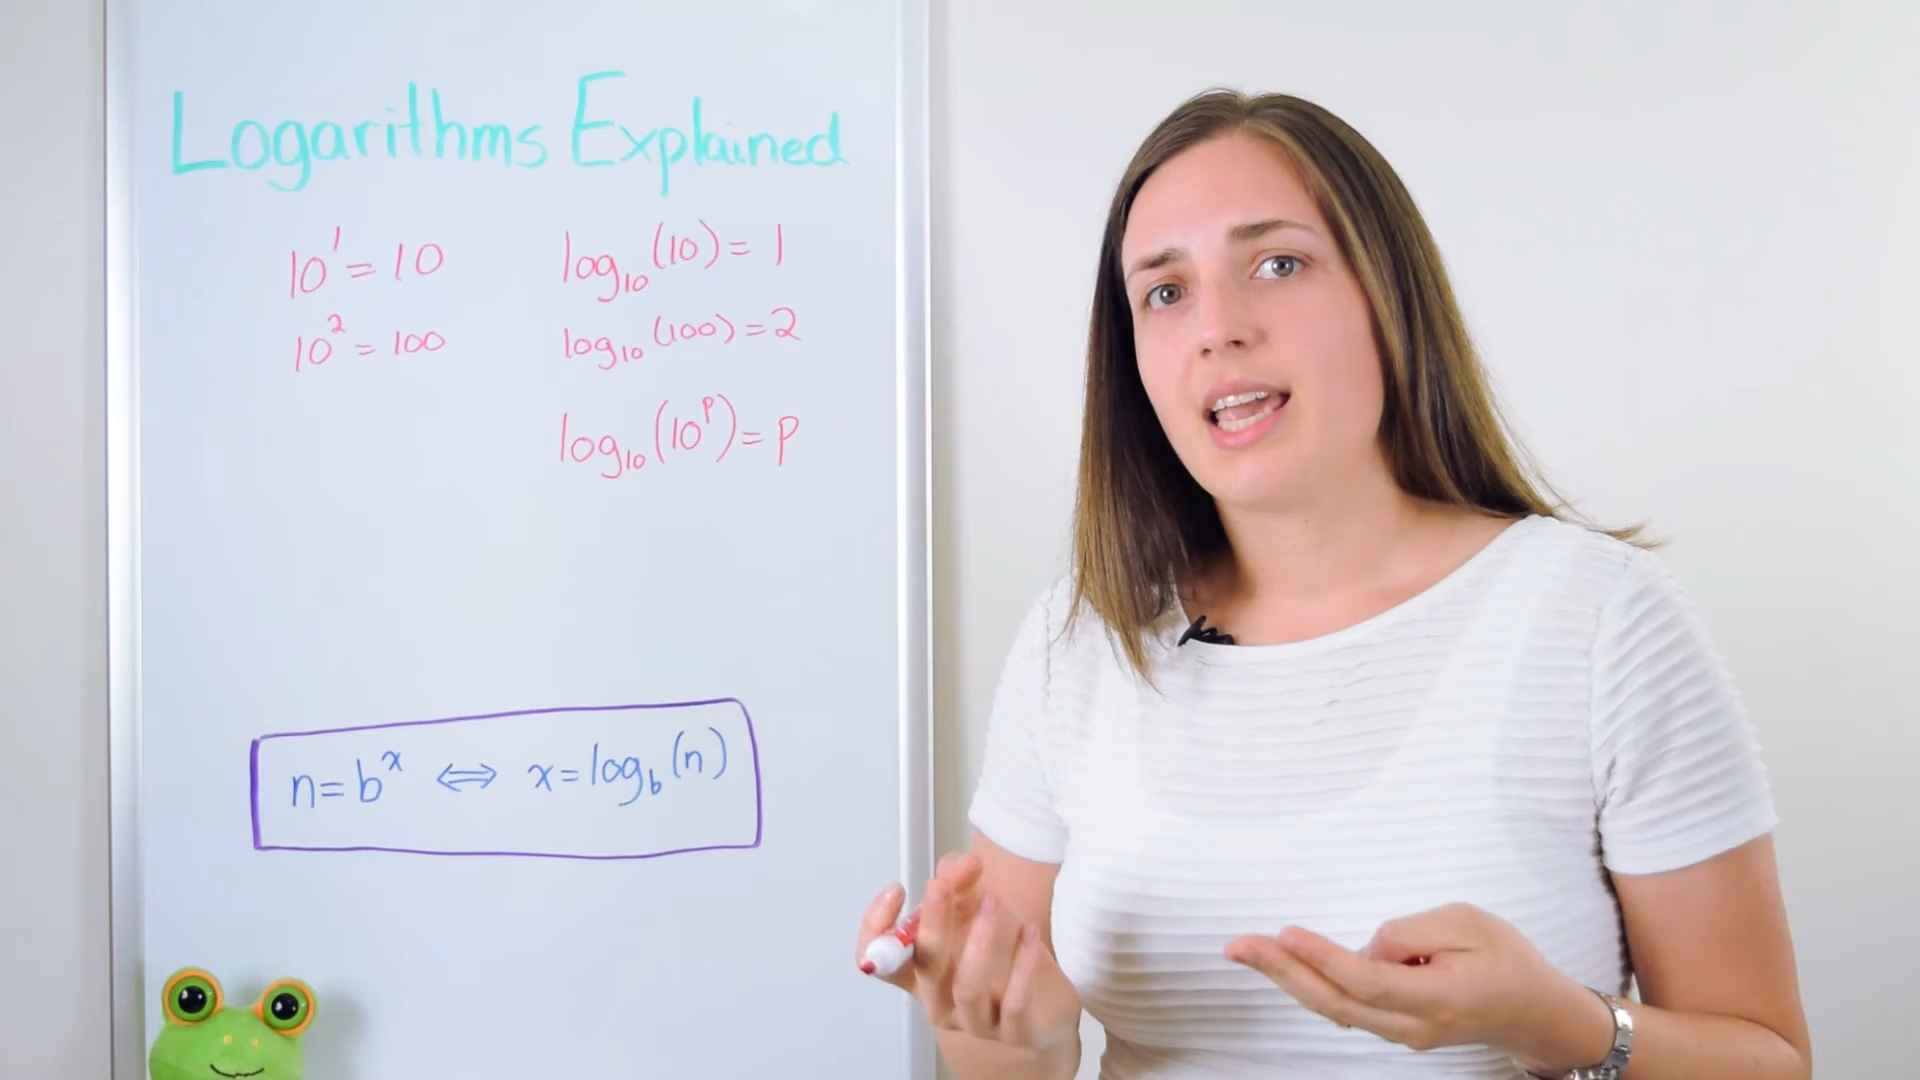 Logarithms Explained
10¹ = 10 log₁₀(10) = 1
10² = 100 log₁₀(100) = 2
log₁₀(10ᵖ) = p
n = bˣ ⟺ x = log_b(n)